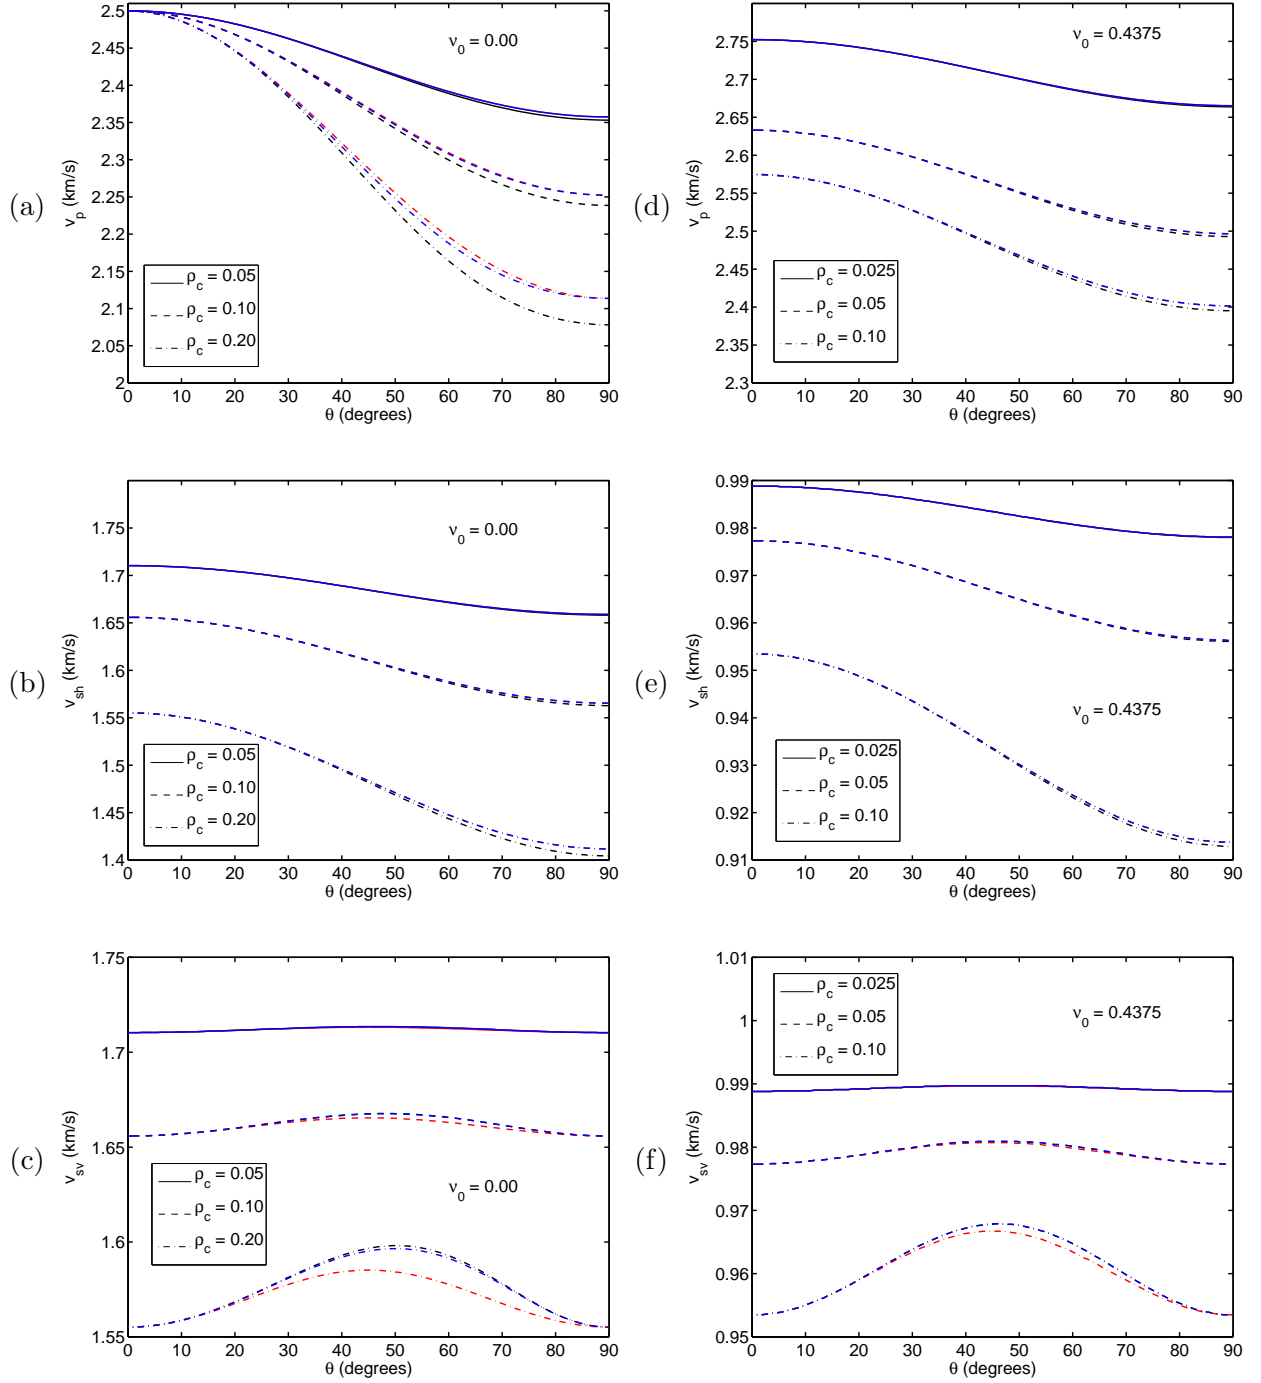 (a)
v_p (km/s)
2.5
2.45
2.4
2.35
2.3
2.25
2.2
2.15
2.1
2.05
2
ν_0 = 0.00
ρ_c = 0.05
ρ_c = 0.10
ρ_c = 0.20
0 10 20 30 40 50 60 70 80 90
θ (degrees)
(d)
v_p (km/s)
2.75
2.7
2.65
2.6
2.55
2.5
2.45
2.4
2.35
2.3
ν_0 = 0.4375
ρ_c = 0.025
ρ_c = 0.05
ρ_c = 0.10
0 10 20 30 40 50 60 70 80 90
θ (degrees)
(b)
v_sh (km/s)
1.75
1.7
1.65
1.6
1.55
1.5
1.45
1.4
ν_0 = 0.00
ρ_c = 0.05
ρ_c = 0.10
ρ_c = 0.20
0 10 20 30 40 50 60 70 80 90
θ (degrees)
(e)
v_sh (km/s)
0.99
0.98
0.97
0.96
0.95
0.94
0.93
0.92
0.91
ν_0 = 0.4375
ρ_c = 0.025
ρ_c = 0.05
ρ_c = 0.10
0 10 20 30 40 50 60 70 80 90
θ (degrees)
(c)
v_sv (km/s)
1.75
1.7
1.65
1.6
1.55
ρ_c = 0.05
ρ_c = 0.10
ρ_c = 0.20
ν_0 = 0.00
0 10 20 30 40 50 60 70 80 90
θ (degrees)
(f)
v_sv (km/s)
1.01
1
0.99
0.98
0.97
0.96
0.95
ρ_c = 0.025
ρ_c = 0.05
ρ_c = 0.10
ν_0 = 0.4375
0 10 20 30 40 50 60 70 80 90
θ (degrees)